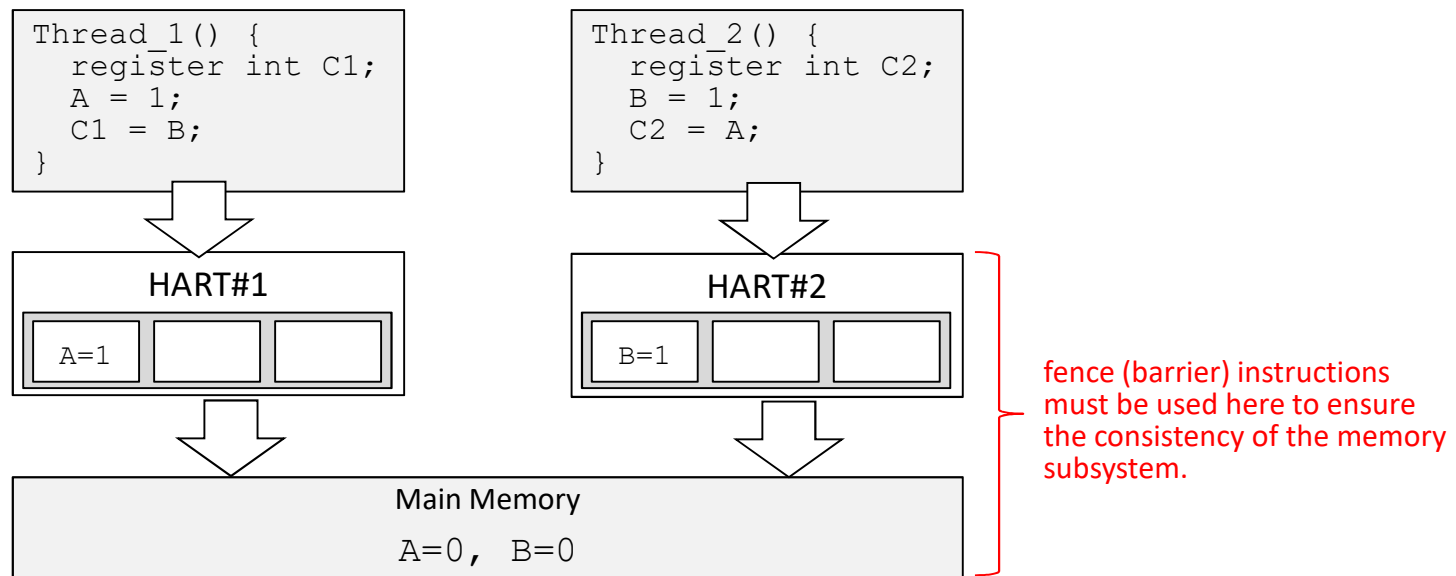 Thread_1() {
  register int C1;
  A = 1;
  C1 = B;
}
Thread_2() {
  register int C2;
  B = 1;
  C2 = A;
}
HART#1
A=1
HART#2
B=1
fence (barrier) instructions
must be used here to ensure
the consistency of the memory
subsystem.
Main Memory
A=0, B=0